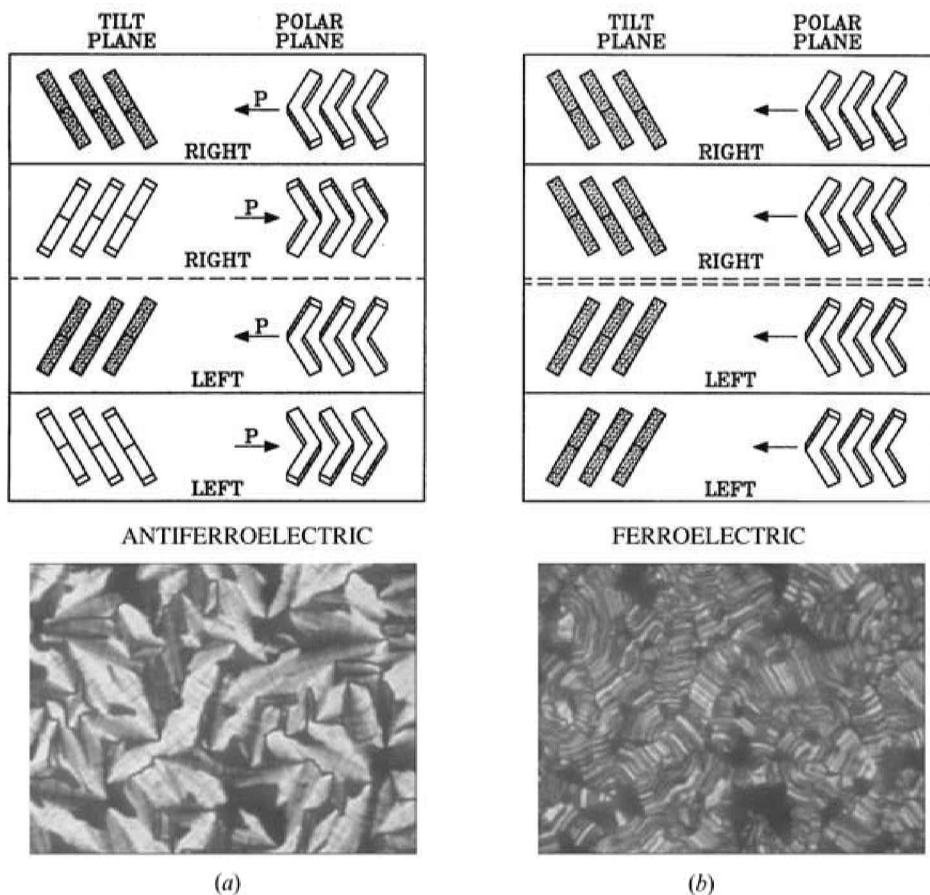 TILT
PLANE
POLAR
PLANE
P
RIGHT
P
RIGHT
P
LEFT
P
LEFT
ANTIFERROELECTRIC
(a)
TILT
PLANE
POLAR
PLANE
RIGHT
RIGHT
LEFT
LEFT
FERROELECTRIC
(b)